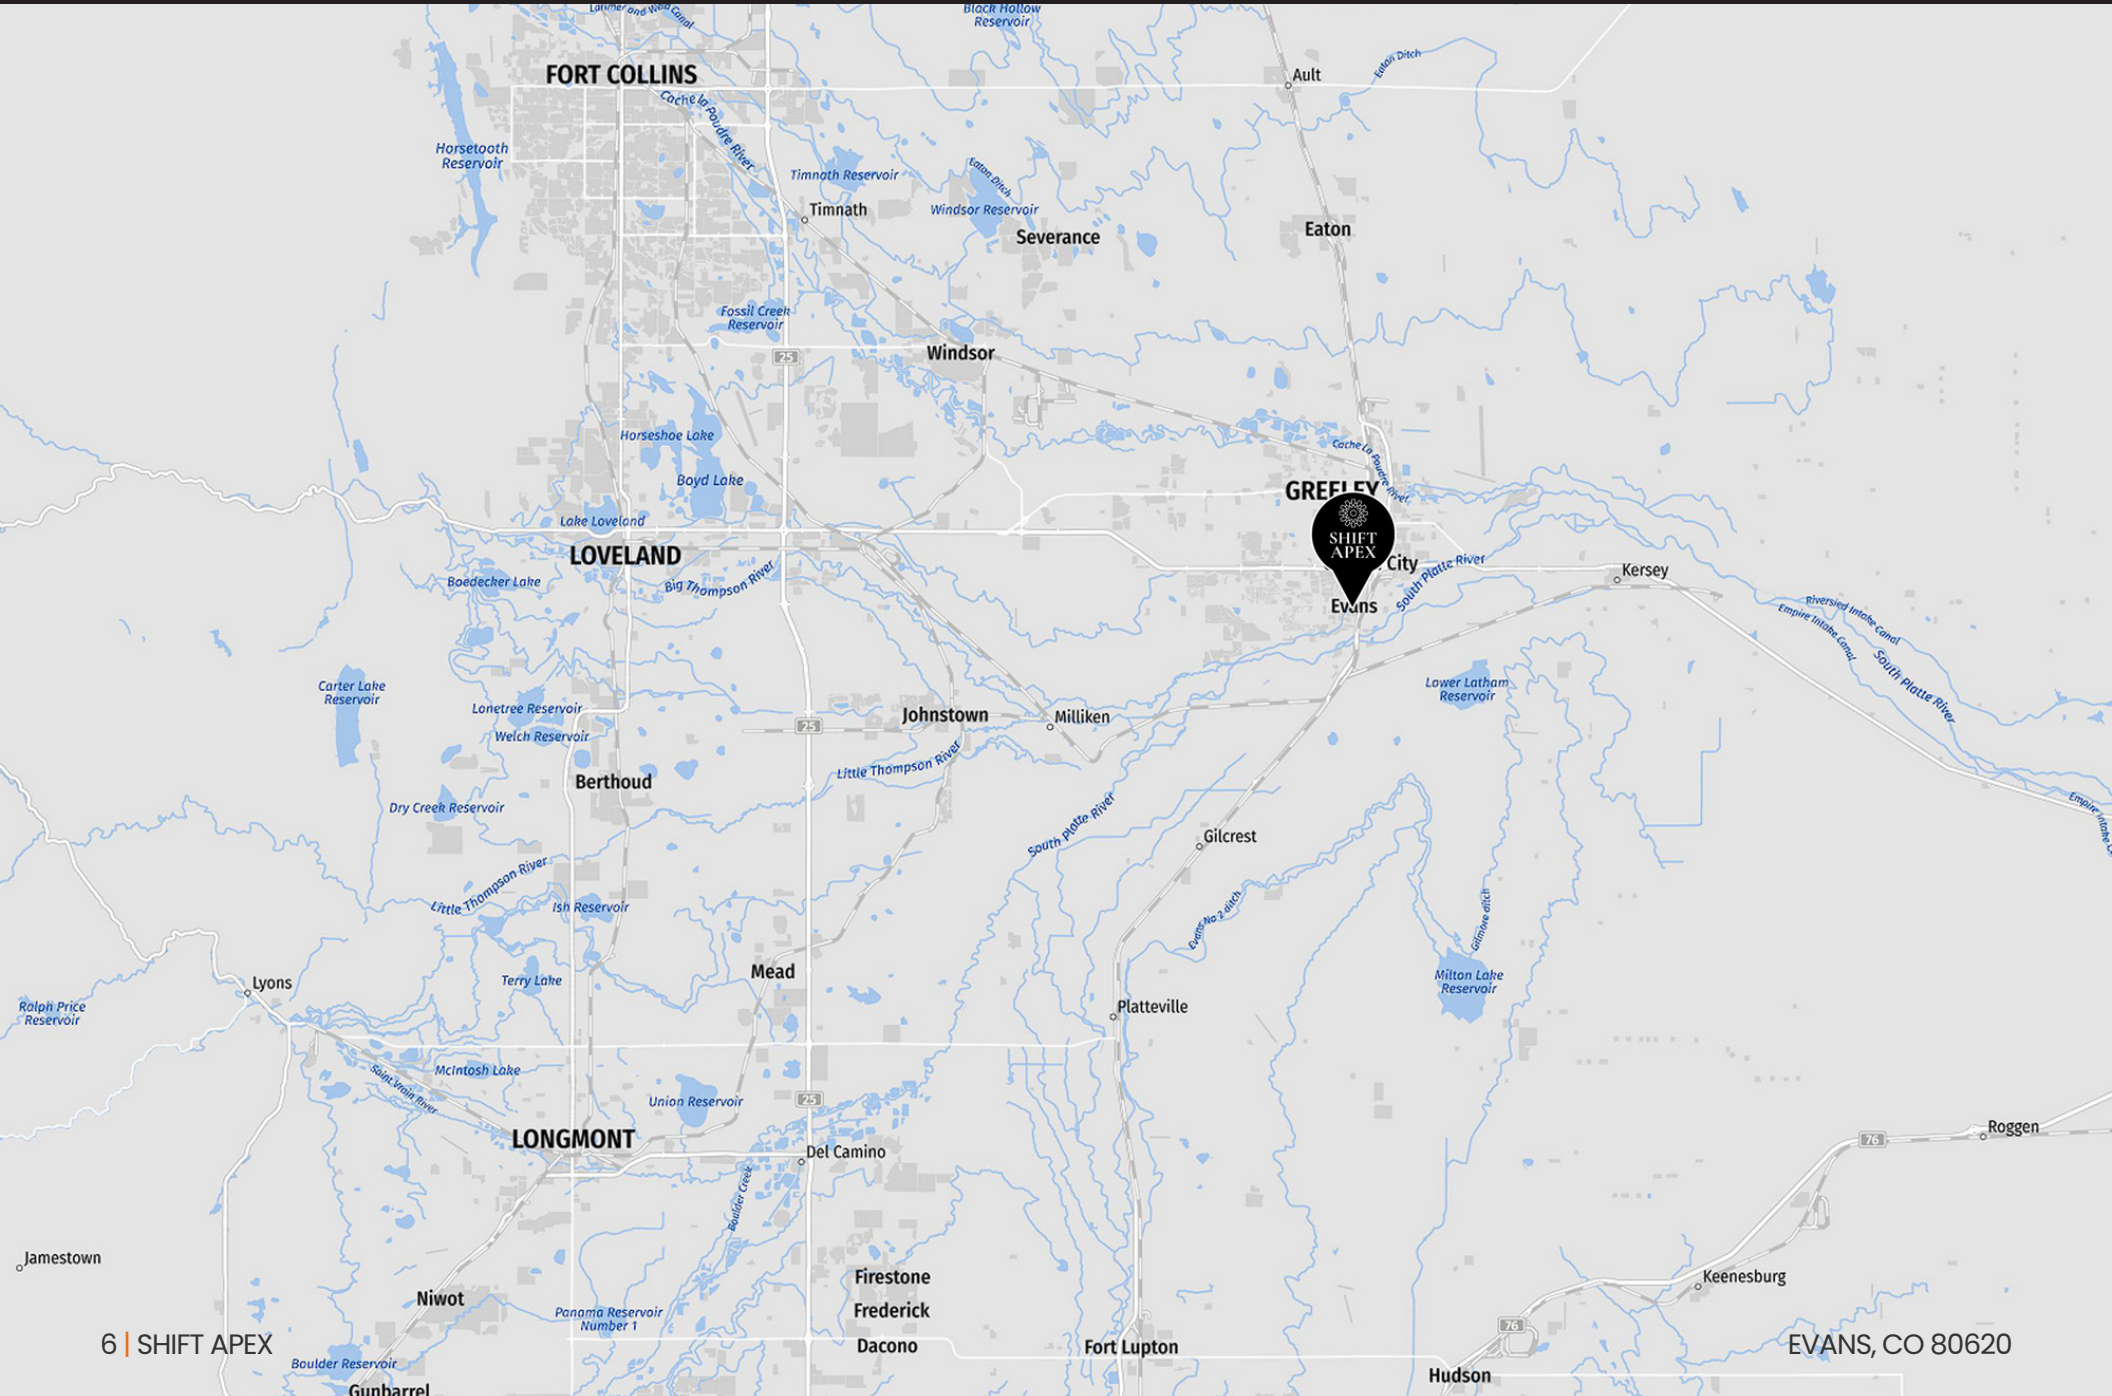 Larimer and Weld Canal
Black Hollow
Reservoir
FORT COLLINS
Ault
Eaton Ditch
Cache la Poudre River
Horsetooth
Reservoir
Timnath Reservoir
Eaton Ditch
Timnath
Windsor Reservoir
Severance
Eaton
Fossil Creek
Reservoir
25
Windsor
Horseshoe Lake
Cache La Poudre River
Boyd Lake
GREELEY
Lake Loveland
SHIFT
APEX
LOVELAND
City
Boedecker Lake
Big Thompson River
South Platte River
Kersey
Evans
Riversied Intake Canal
Empire Intake Canal
South Platte River
Carter Lake
Reservoir
Lower Latham
Reservoir
Lonetree Reservoir
Johnstown
Milliken
25
Welch Reservoir
Little Thompson River
Berthoud
Dry Creek Reservoir
South Platte River
Empire Intake
Gilcrest
Little Thompson River
Ish Reservoir
Evans No 2 ditch
Gilmore ditch
Mead
Terry Lake
Lyons
Milton Lake
Reservoir
Ralph Price
Reservoir
Platteville
McIntosh Lake
Saint Vrain River
Union Reservoir
25
LONGMONT
Roggen
76
Del Camino
Boulder Creek
Jamestown
Firestone
Keenesburg
Niwot
Frederick
Panama Reservoir
Number 1
76
6 | SHIFT APEX
Dacono
Fort Lupton
EVANS, CO 80620
Boulder Reservoir
Hudson
Gunbarrel